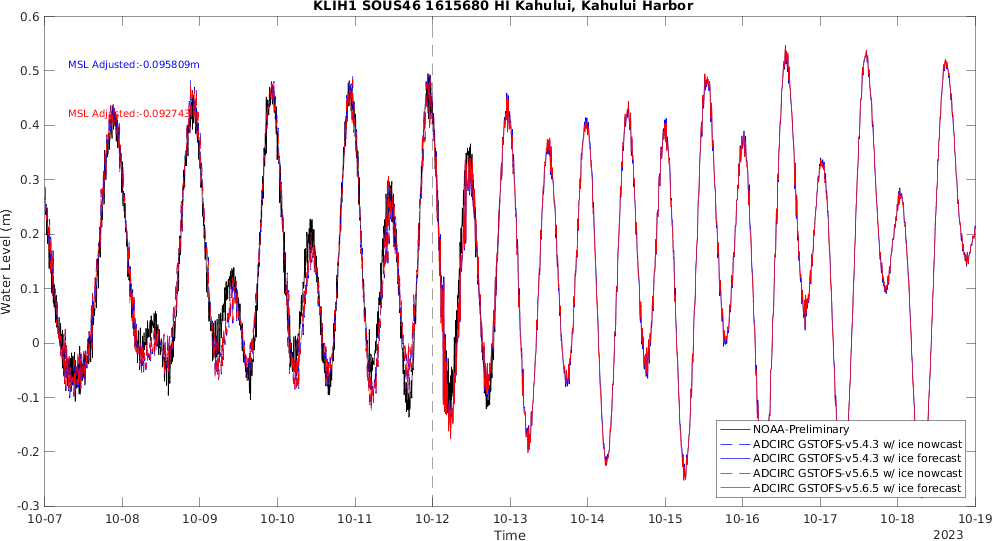 KLIH1 SOUS46 1615680 HI Kahului, Kahului Harbor
0.6
0.5
0.4
0.3
0.2
0.1
0
-0.1
-0.2
-0.3
Water Level (m)
MSL Adjusted:-0.095809m
MSL Adjusted:-0.092743
NOAA-Preliminary
ADCIRC GSTOFS-v5.4.3 w/ ice nowcast
ADCIRC GSTOFS-v5.4.3 w/ ice forecast
ADCIRC GSTOFS-v5.6.5 w/ ice nowcast
ADCIRC GSTOFS-v5.6.5 w/ ice forecast
10-07 10-08 10-09 10-10 10-11 10-12 10-13 10-14 10-15 10-16 10-17 10-18 10-19
Time
2023